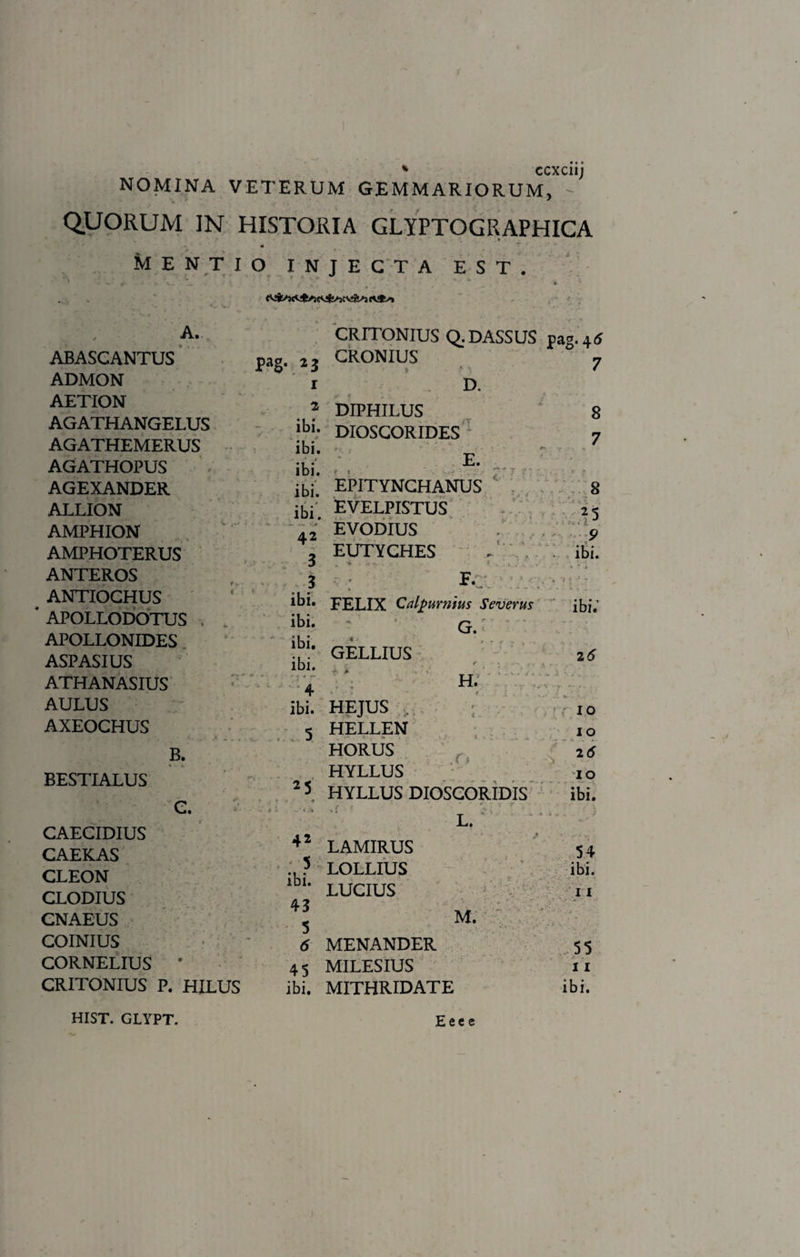 ccxciij
NOMINA VETERUM GEMMARIORUM,
QUORUM IN HISTORIA GLYPTOGRAPHICA
MENTIO INJECTA EST.
A.
ABASCANTUS pag. 23
ADMON 1
AETION 2
AGATHANGELUS ibi.
AGATHEMERUS ibi.
AGATHOPUS ibi.
AGEXANDER ibi.
ALLION ibi.
AMPHION 42
AMPHOTERUS 3
ANTEROS 3
ANTIOCHUS ibi.
APOLLODOTUS ibi.
APOLLONIDES ibi.
ASPASIUS ibi.
ATHANASIUS 4
AULUS ibi.
AXEOCHUS 5
B.
BESTIALUS 25
C.
CAECIDIUS 42
CAEKAS 5
CLEON ibi.
CLODIUS 43
CNAEUS 5
COINIUS 6
CORNELIUS 45
CRITONIUS P. HILUS ibi.
CRITONIUS Q. DASSUS pag. 46
CRONIUS 7
D.
DIPHILUS 8
DIOSCORIDES 7
E.
EPITYNCHANUS 8
EVELPISTUS 25
EVODIUS 9
EUTYCHES ibi.
F.
FELIX Calpurnius Severus ibi.
G.
GELLIUS 26
H.
HEJUS 10
HELLEN 10
HORUS 26
HYLLUS 10
HYLLUS DIOSCORIDIS ibi.
L.
LAMIRUS 54
LOLLIUS ibi.
LUCIUS 11
M.
MENANDER 55
MILESIUS 11
MITHRIDATE ibi.
HIST. GLYPT. Eeee